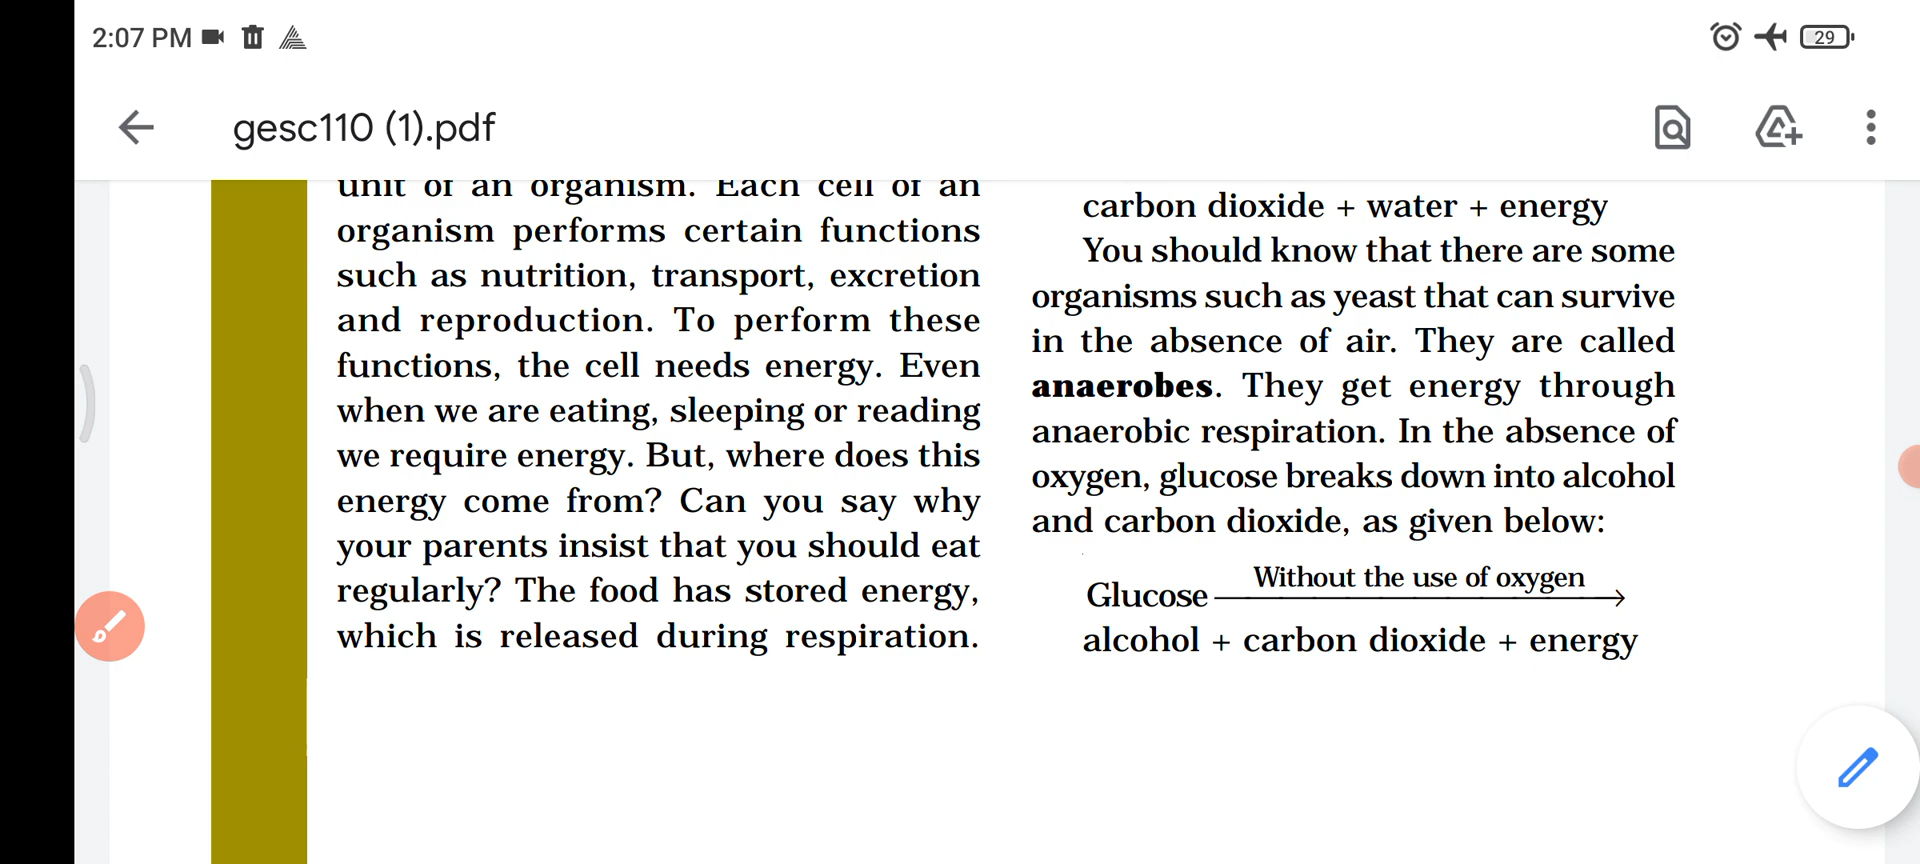 2:07 PM
29
gesc110 (1).pdf
unit of an organism. Each cell of an
organism performs certain functions
such as nutrition, transport, excretion
and reproduction. To perform these
functions, the cell needs energy. Even
when we are eating, sleeping or reading
we require energy. But, where does this
energy come from? Can you say why
your parents insist that you should eat
regularly? The food has stored energy,
which is released during respiration.
carbon dioxide + water + energy
You should know that there are some
organisms such as yeast that can survive
in the absence of air. They are called
anaerobes. They get energy through
anaerobic respiration. In the absence of
oxygen, glucose breaks down into alcohol
and carbon dioxide, as given below:
Without the use of oxygen
Glucose ⟶
alcohol + carbon dioxide + energy